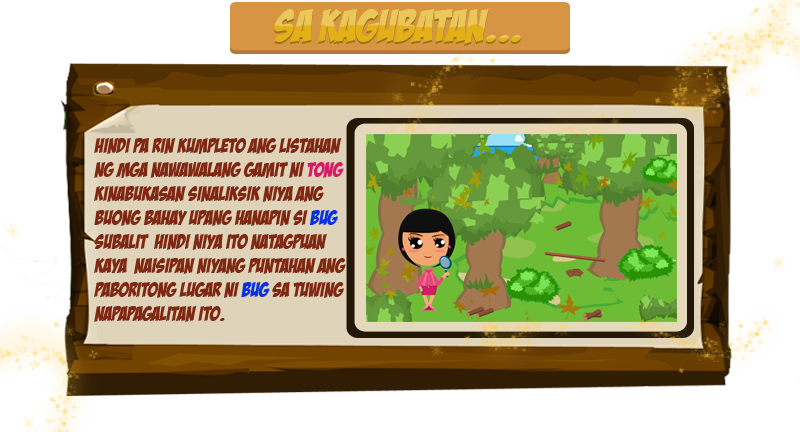 SA KAGUBATAN...
HINDI PA RIN KUMPLETO ANG LISTAHAN
NG MGA NAWAWALANG GAMIT NI TONG
KINABUKASAN SINALIKSIK NIYA ANG
BUONG BAHAY UPANG HANAPIN SI BUG
SUBALIT HINDI NIYA ITO NATAGPUAN
KAYA NAISIPAN NIYANG PUNTAHAN ANG
PABORITONG LUGAR NI BUG SA TUWING
NAPAPAGALITAN ITO.